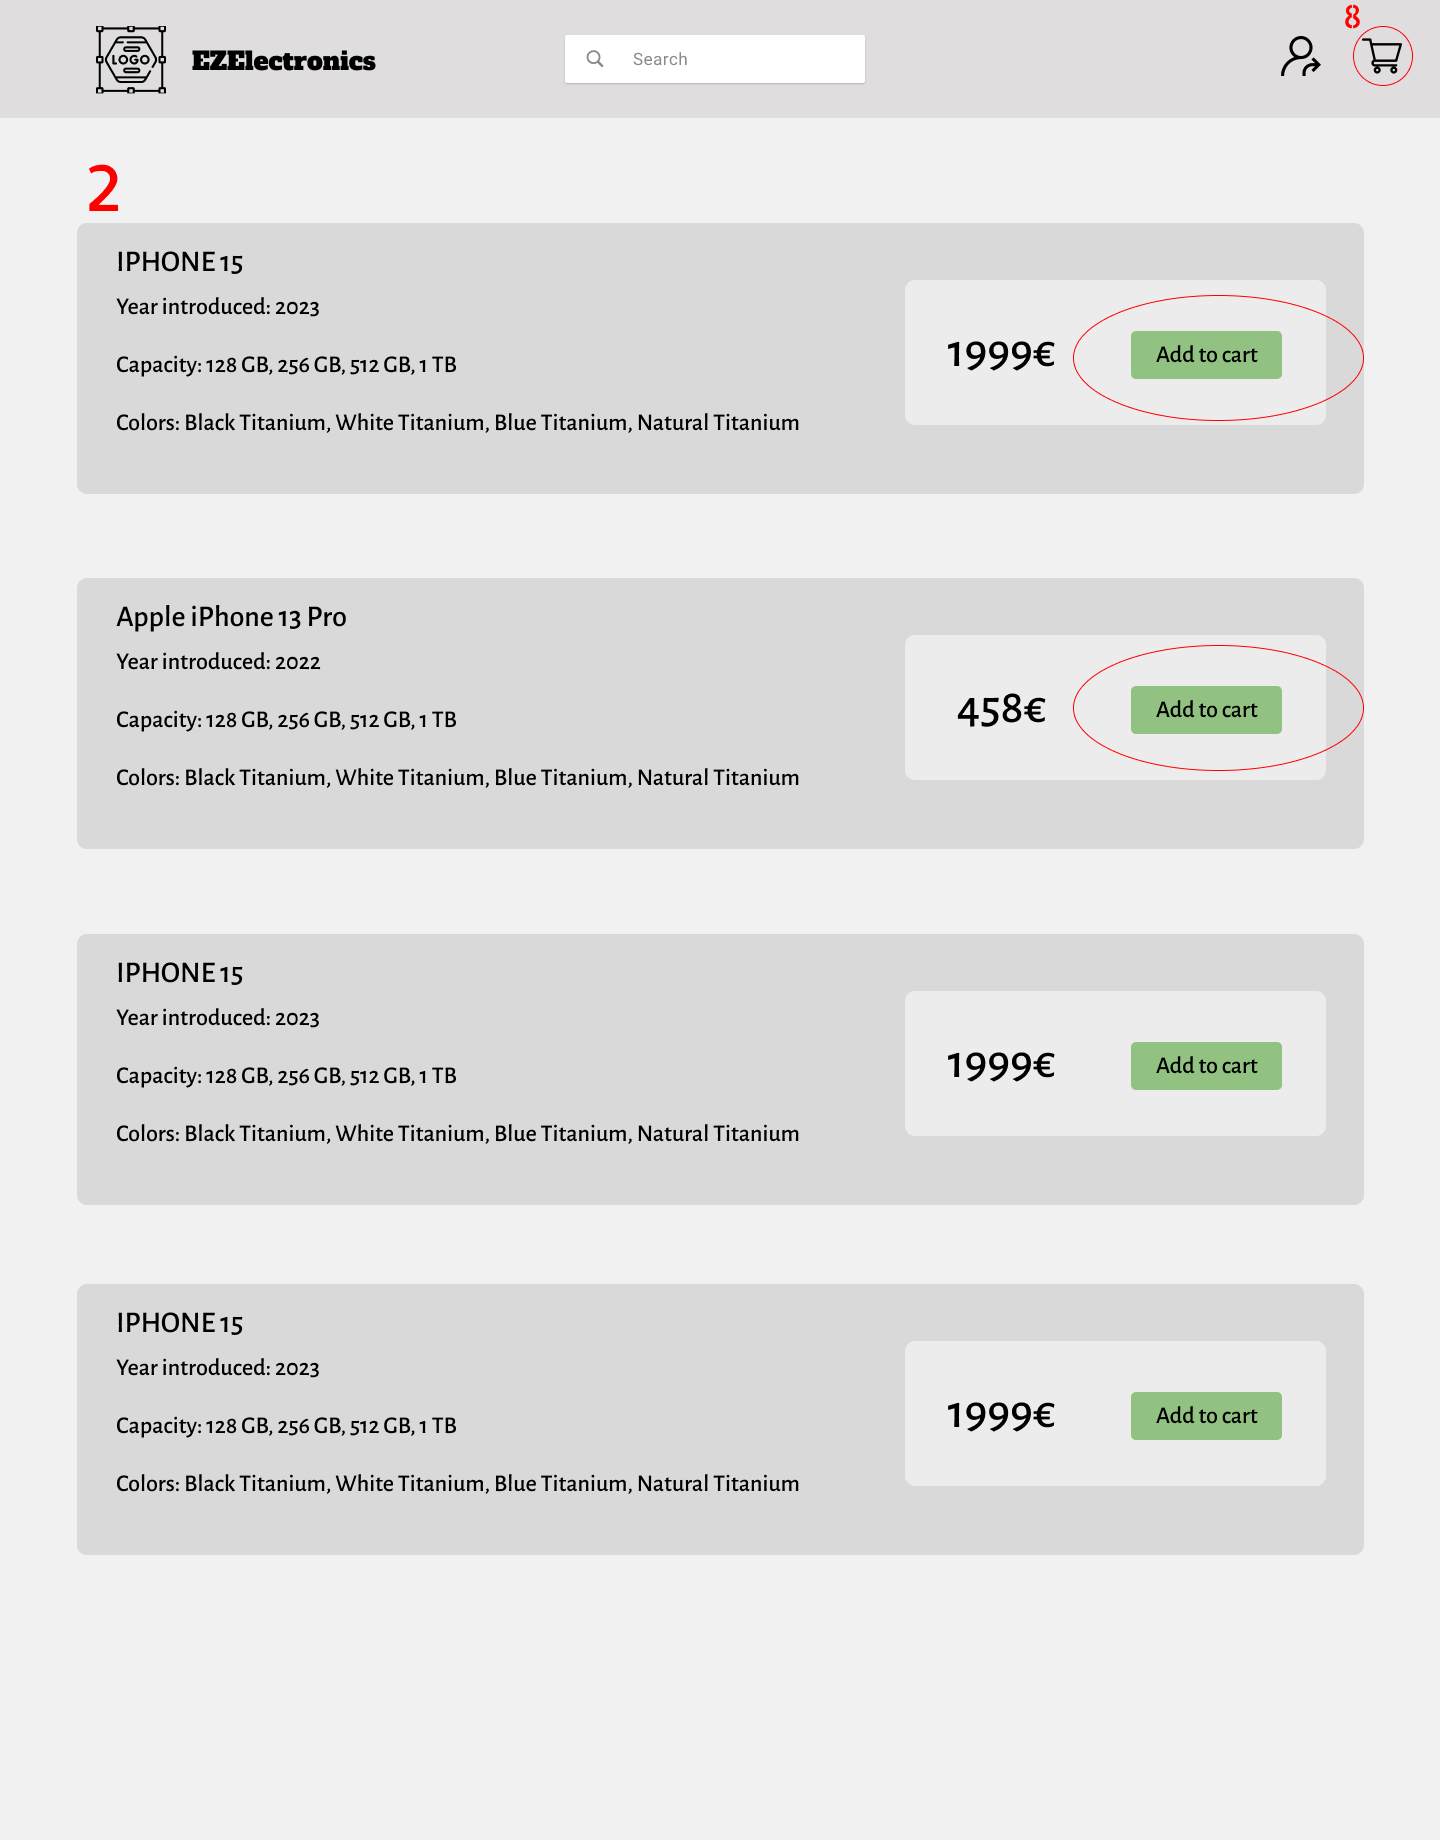 LOGO
EZElectronics
Search
8
2
IPHONE 15
Year introduced: 2023
Capacity: 128 GB, 256 GB, 512 GB, 1 TB
Colors: Black Titanium, White Titanium, Blue Titanium, Natural Titanium
1999€
Add to cart
Apple iPhone 13 Pro
Year introduced: 2022
Capacity: 128 GB, 256 GB, 512 GB, 1 TB
Colors: Black Titanium, White Titanium, Blue Titanium, Natural Titanium
458€
Add to cart
IPHONE 15
Year introduced: 2023
Capacity: 128 GB, 256 GB, 512 GB, 1 TB
Colors: Black Titanium, White Titanium, Blue Titanium, Natural Titanium
1999€
Add to cart
IPHONE 15
Year introduced: 2023
Capacity: 128 GB, 256 GB, 512 GB, 1 TB
Colors: Black Titanium, White Titanium, Blue Titanium, Natural Titanium
1999€
Add to cart